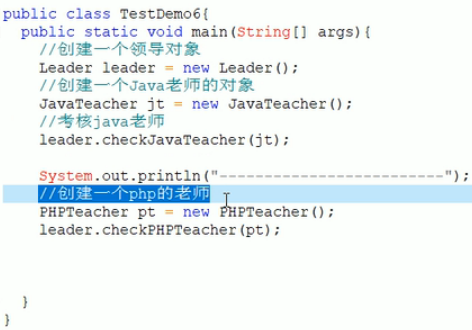 public class TestDemo6{
public static void main(String[] args){
//创建一个领导对象
Leader leader = new Leader();
//创建一个Java老师的对象
JavaTeacher jt = new JavaTeacher();
//考核java老师
leader.checkJavaTeacher(jt);
System.out.println("-------------------------");
//创建一个php的老师
PHPTeacher pt = new PHPTeacher();
leader.checkPHPTeacher(pt);
}
}